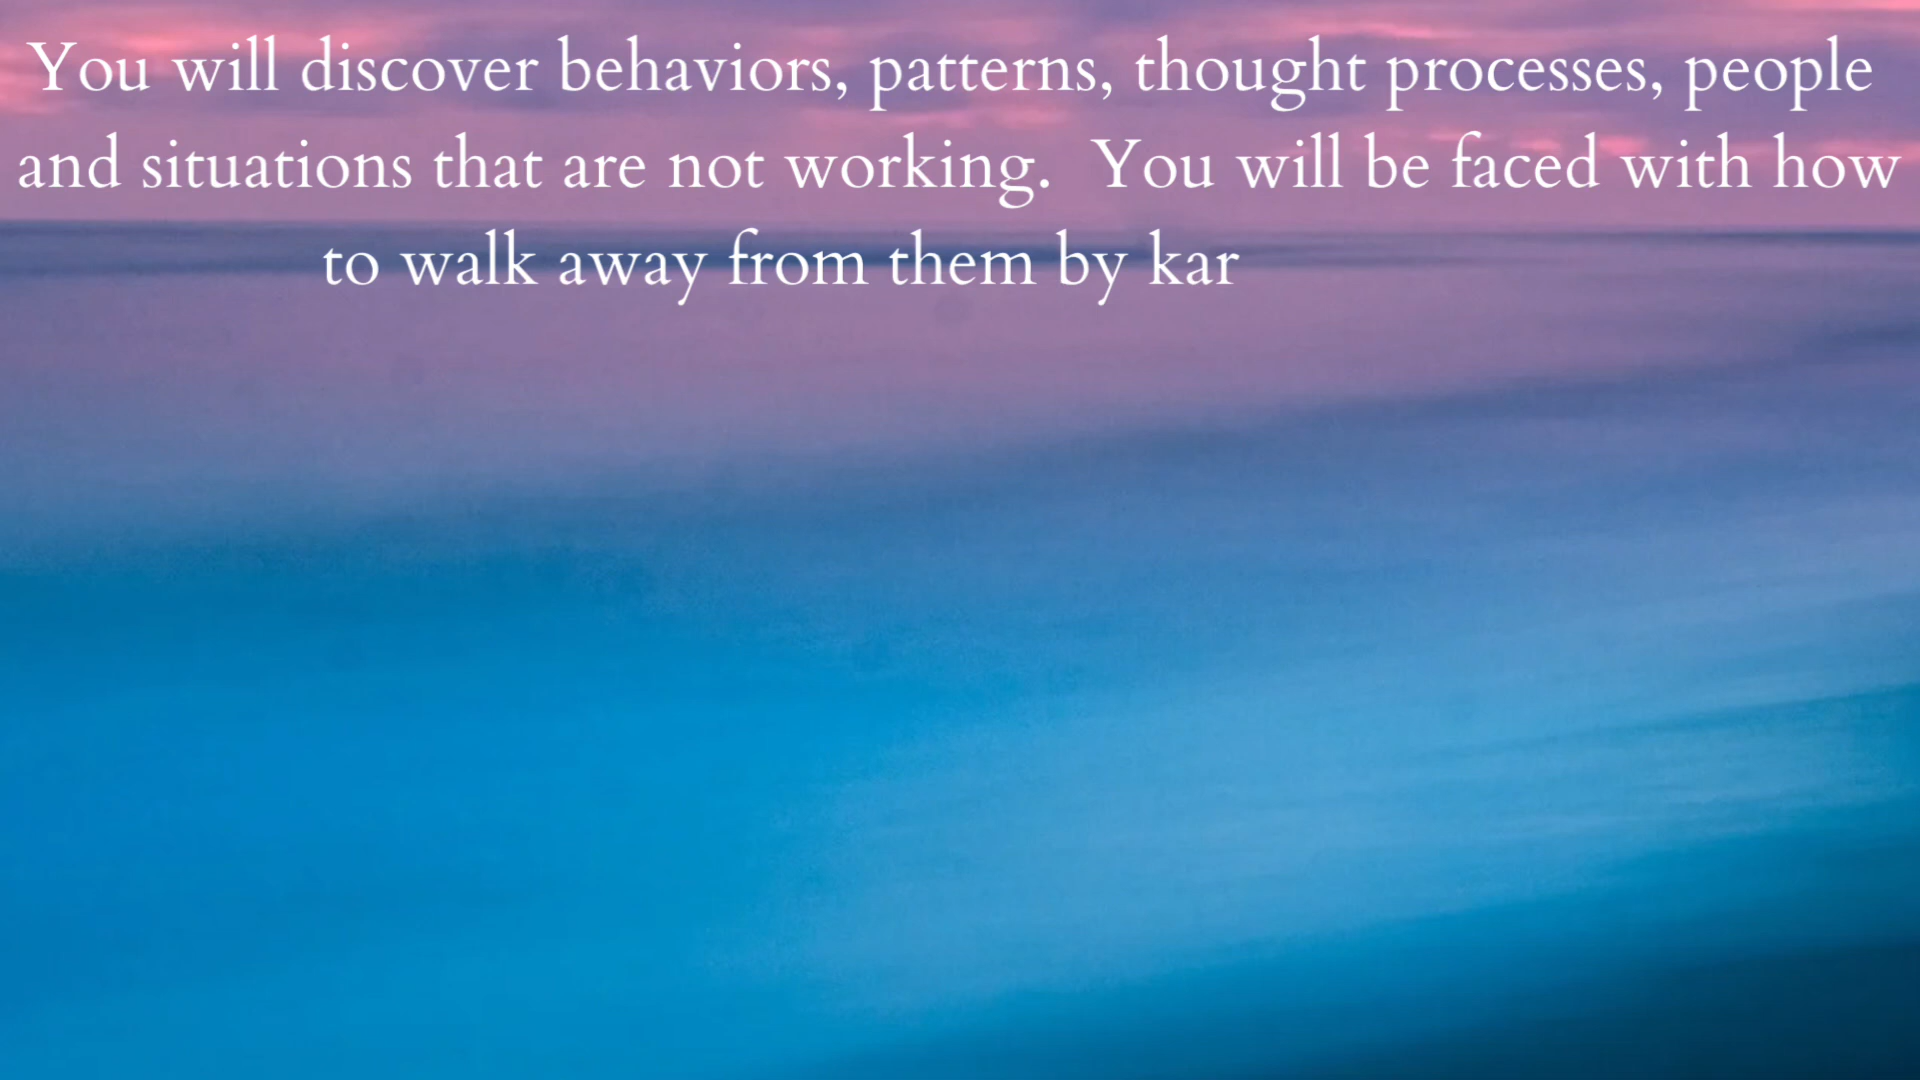 You will discover behaviors, patterns, thought processes, people
and situations that are not working. You will be faced with how
to walk away from them by kar